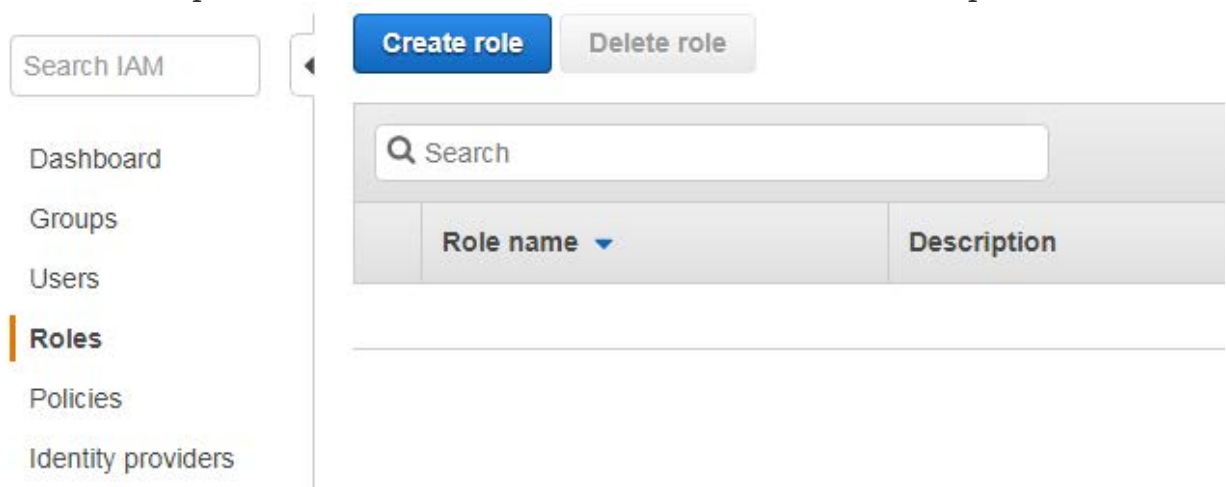 Search IAM
Dashboard
Groups
Users
Roles
Policies
Identity providers
Create role
Delete role
Search
Role name
Description